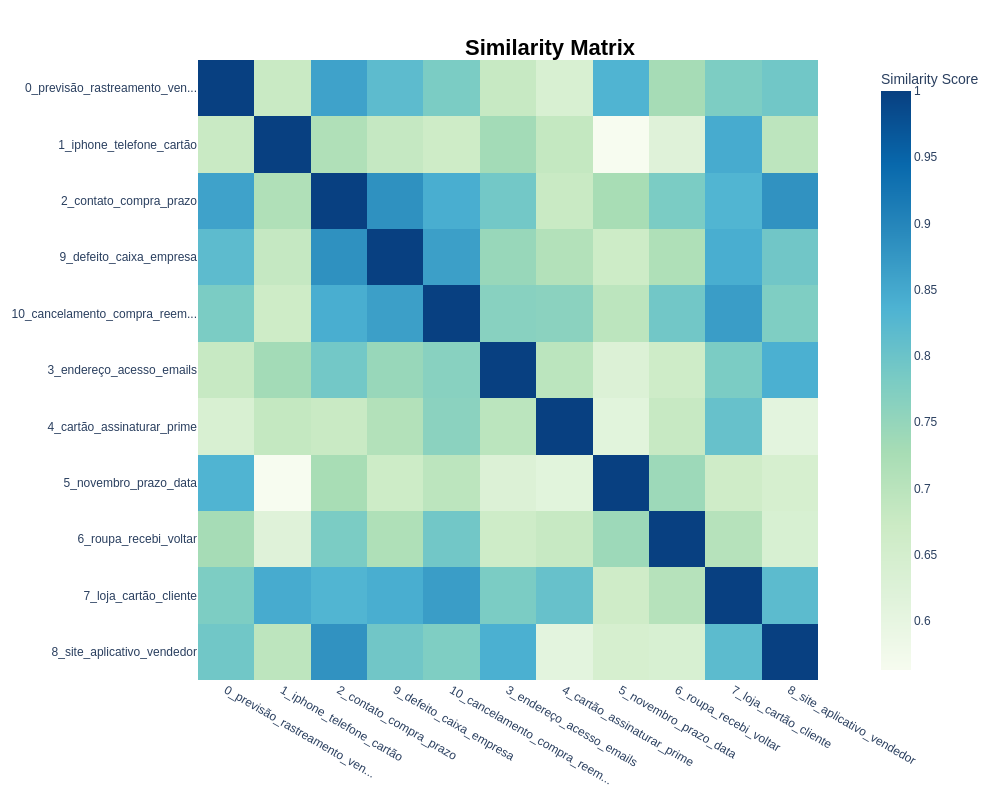 Similarity Matrix
Similarity Score
0_previsão_rastreamento_ven...
1_iphone_telefone_cartão
2_contato_compra_prazo
9_defeito_caixa_empresa
10_cancelamento_compra_reem...
3_endereço_acesso_emails
4_cartão_assinaturar_prime
5_novembro_prazo_data
6_roupa_recebi_voltar
7_loja_cartão_cliente
8_site_aplicativo_vendedor
1
0.95
0.9
0.85
0.8
0.75
0.7
0.65
0.6
0_previsão_rastreamento_ven...
1_iphone_telefone_cartão
2_contato_compra_prazo
9_defeito_caixa_empresa
10_cancelamento_compra_reem...
3_endereço_acesso_emails
4_cartão_assinaturar_prime
5_novembro_prazo_data
6_roupa_recebi_voltar
7_loja_cartão_cliente
8_site_aplicativo_vendedor